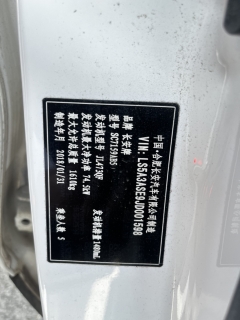 中国·合肥长安汽车有限公司制造
VIN: LS5A3ASE9JD001598
品牌 长安牌
型号 SC7159AB5
发动机型号 JL473QF
发动机排量 1480mL
发动机最大净功率 74.5kW
最大允许总质量 1610kg
制造年月 2018/01/31
乘坐人数 5